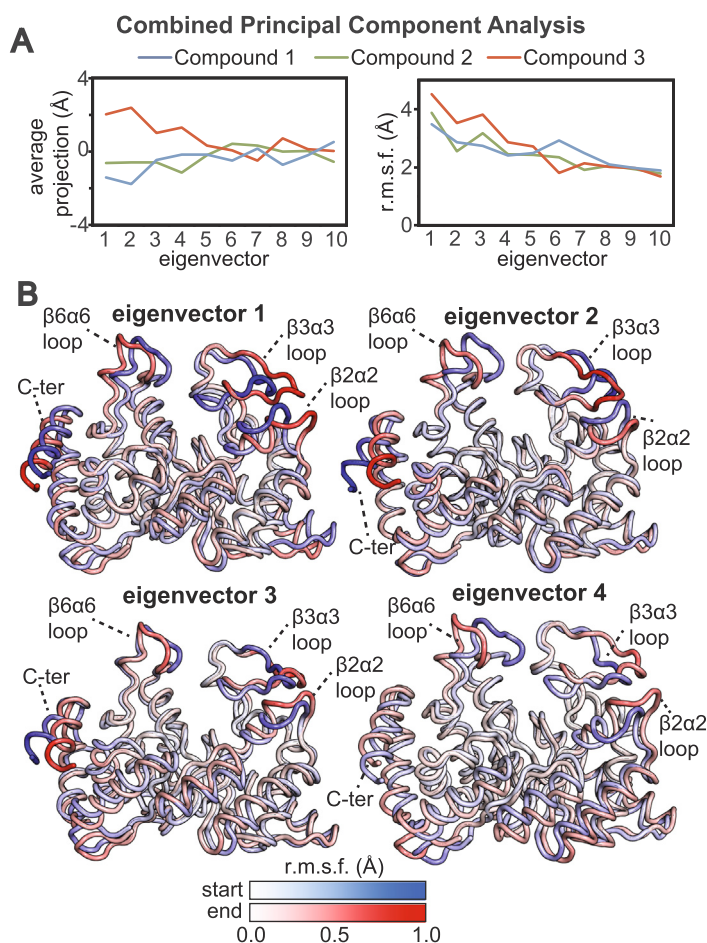 Combined Principal Component Analysis
A
Compound 1
Compound 2
Compound 3
average
projection (Å)
4
0
-4
1 2 3 4 5 6 7 8 9 10
eigenvector
r.m.s.f. (Å)
4
2
0
1 2 3 4 5 6 7 8 9 10
eigenvector
B
eigenvector 1
β6α6
loop
β3α3
loop
β2α2
loop
C-ter
eigenvector 2
β6α6
loop
β3α3
loop
β2α2
loop
C-ter
eigenvector 3
β6α6
loop
β3α3
loop
β2α2
loop
C-ter
eigenvector 4
β6α6
loop
β3α3
loop
β2α2
loop
C-ter
r.m.s.f. (Å)
start
end
0.0 0.5 1.0